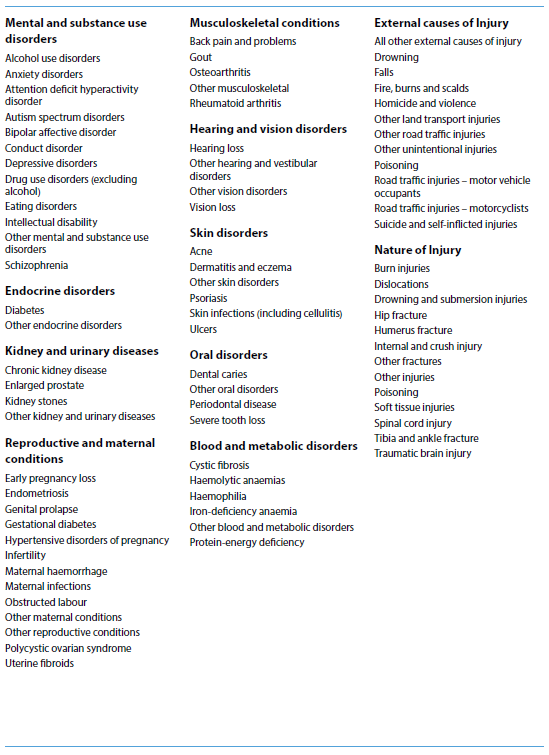 Mental and substance use
disorders
Alcohol use disorders
Anxiety disorders
Attention deficit hyperactivity
disorder
Autism spectrum disorders
Bipolar affective disorder
Conduct disorder
Depressive disorders
Drug use disorders (excluding
alcohol)
Eating disorders
Intellectual disability
Other mental and substance use
disorders
Schizophrenia
Endocrine disorders
Diabetes
Other endocrine disorders
Kidney and urinary diseases
Chronic kidney disease
Enlarged prostate
Kidney stones
Other kidney and urinary diseases
Reproductive and maternal
conditions
Early pregnancy loss
Endometriosis
Genital prolapse
Gestational diabetes
Hypertensive disorders of pregnancy
Infertility
Maternal haemorrhage
Maternal infections
Obstructed labour
Other maternal conditions
Other reproductive conditions
Polycystic ovarian syndrome
Uterine fibroids
Musculoskeletal conditions
Back pain and problems
Gout
Osteoarthritis
Other musculoskeletal
Rheumatoid arthritis
Hearing and vision disorders
Hearing loss
Other hearing and vestibular
disorders
Other vision disorders
Vision loss
Skin disorders
Acne
Dermatitis and eczema
Other skin disorders
Psoriasis
Skin infections (including cellulitis)
Ulcers
Oral disorders
Dental caries
Other oral disorders
Periodontal disease
Severe tooth loss
Blood and metabolic disorders
Cystic fibrosis
Haemolytic anaemias
Haemophilia
Iron-deficiency anaemia
Other blood and metabolic disorders
Protein-energy deficiency
External causes of Injury
All other external causes of injury
Drowning
Falls
Fire, burns and scalds
Homicide and violence
Other land transport injuries
Other road traffic injuries
Other unintentional injuries
Poisoning
Road traffic injuries – motor vehicle
occupants
Road traffic injuries – motorcyclists
Suicide and self-inflicted injuries
Nature of Injury
Burn injuries
Dislocations
Drowning and submersion injuries
Hip fracture
Humerus fracture
Internal and crush injury
Other fractures
Other injuries
Poisoning
Soft tissue injuries
Spinal cord injury
Tibia and ankle fracture
Traumatic brain injury